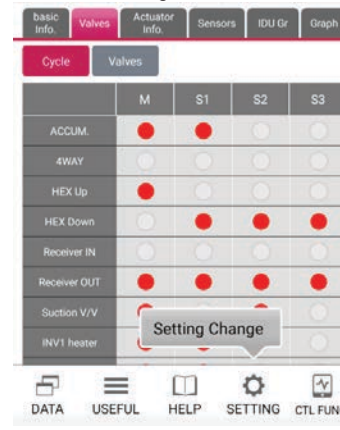 basic Info.
Valves
Actuator Info.
Sensors
IDU Gr
Graph
Cycle
Valves
M S1 S2 S3
ACCUM.
4WAY
HEX Up
HEX Down
Receiver IN
Receiver OUT
Suction V/V
INV1 heater
Setting Change
DATA USEFUL HELP SETTING CTL FUN